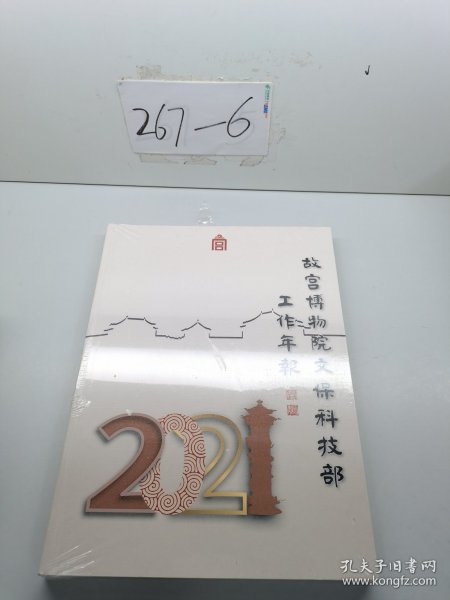 267-6
宫
故宫博物院文保科技部
工作年报
2021
孔夫子旧书网
www.kongfz.com